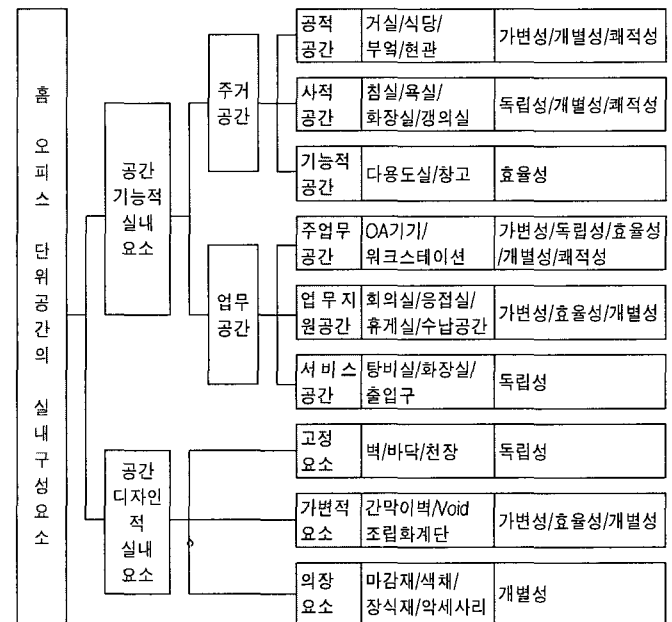 홈 오피스 단위공간의 실내구성요소
공간
기능적
실내
요소
주거
공간
공적
공간
거실/식당/
부엌/현관
가변성/개별성/쾌적성
사적
공간
침실/욕실/
화장실/갱의실
독립성/개별성/쾌적성
기능적
공간
다용도실/창고
효율성
업무
공간
주업무
공간
OA기기/
워크스테이션
가변성/독립성/효율성
/개별성/쾌적성
업무지
원공간
회의실/응접실/
휴게실/수납공간
가변성/효율성/개별성
서비스
공간
탕비실/화장실/
출입구
독립성
공간
디자인
적
실내
요소
고정
요소
벽/바닥/천장
독립성
가변적
요소
간막이벽/Void
조립화계단
가변성/효율성/개별성
의장
요소
마감재/색채/
장식재/악세사리
개별성